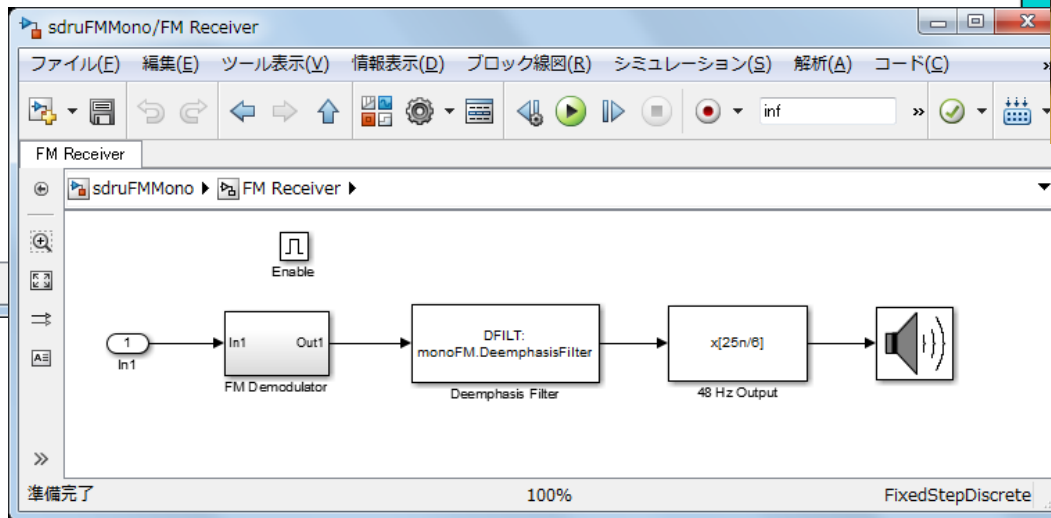 sdruFMMono/FM Receiver
ファイル(F) 編集(E) ツール表示(V) 情報表示(D) ブロック線図(R) シミュレーション(S) 解析(A) コード(C) »
inf »
FM Receiver
sdruFMMono FM Receiver
Enable
1
In1
In1 Out1
FM Demodulator
DFILT:
monoFM.DeemphasisFilter
Deemphasis Filter
x[25n/6]
48 Hz Output
A
»
準備完了 100% FixedStepDiscrete